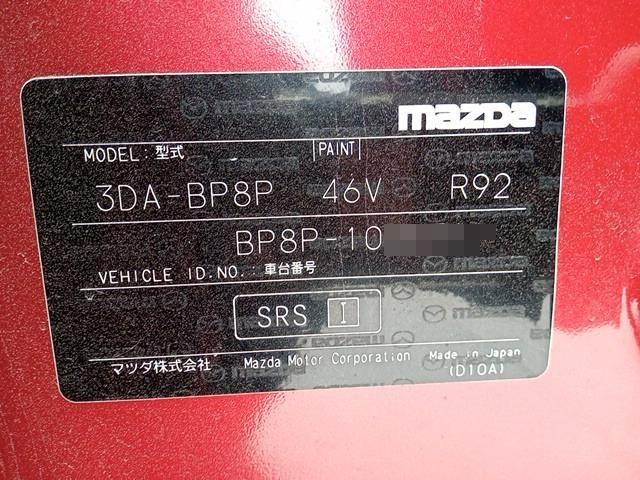 mazda
MODEL: 型式 PAINT
3DA-BP8P 46V R92
BP8P-10
VEHICLE ID.NO.: 車台番号
SRS I
マツダ株式会社 Mazda Motor Corporation Made in Japan
(D10A)